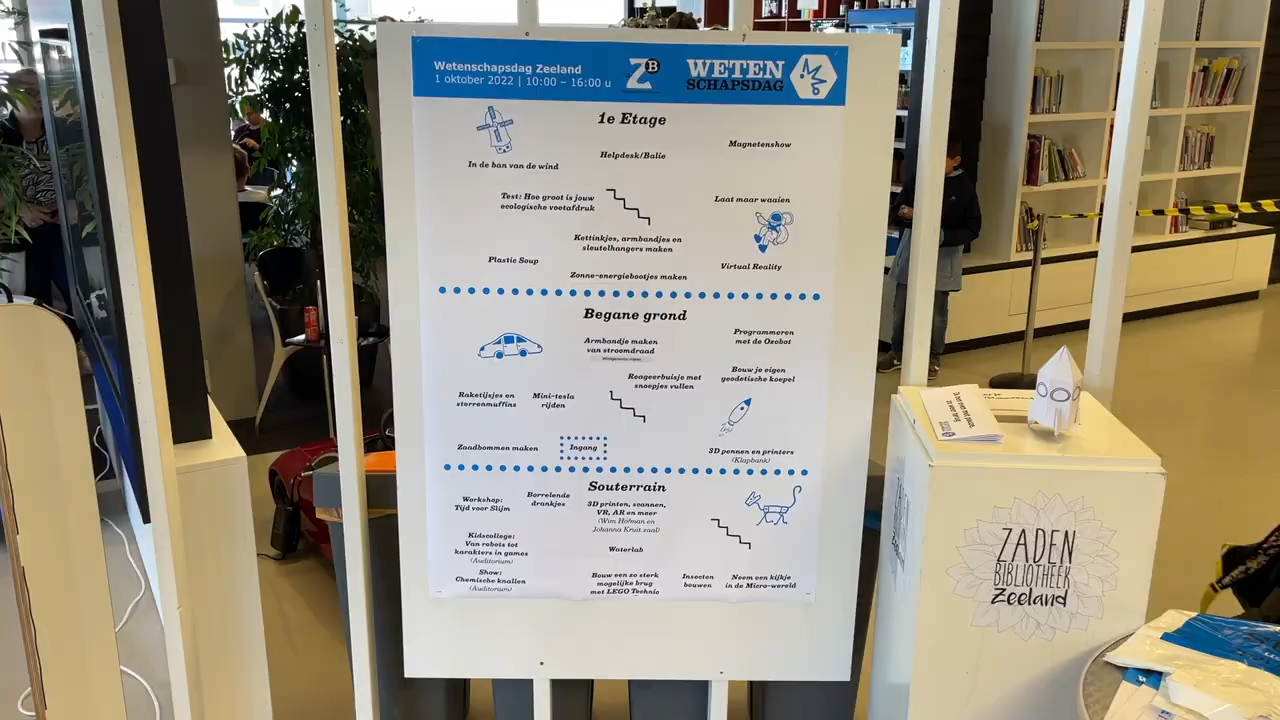 Wetenschapsdag Zeeland
1 oktober 2022 | 10:00 – 16:00 u
ZB
WETEN
SCHAPSDAG
1e Etage
In de ban van de wind
Helpdesk/Balie
Magnetenshow
Test: Hoe groot is jouw
ecologische voetafdruk
Laat maar waaien
Kettinkjes, armbandjes en
sleutelhangers maken
Plastic Soup
Zonne-energiebootjes maken
Virtual Reality
Begane grond
Armbandje maken
van stroomdraad
Programmeren
met de Ozobot
Reageerbuisje met
snoepjes vullen
Bouw je eigen
geodetische koepel
Raketijsjes en
sterrenmuffins
Mini-tesla
rijden
Zaadbommen maken
Ingang
3D pennen en printers
(Klapbank)
Souterrain
Workshop:
Tijd voor Slijm
Borrelende
drankjes
3D printen, scannen,
VR, AR en meer
(Wim Hofman en
Johanna Kruit zaal)
Kidscollege:
Van robots tot
karakters in games
(Auditorium)
Waterlab
Show:
Chemische knallen
(Auditorium)
Bouw een zo sterk
mogelijke brug
met LEGO Technic
Insecten
bouwen
Neem een kijkje
in de Micro-wereld
ZADEN
BIBLIOTHEEK
Zeeland